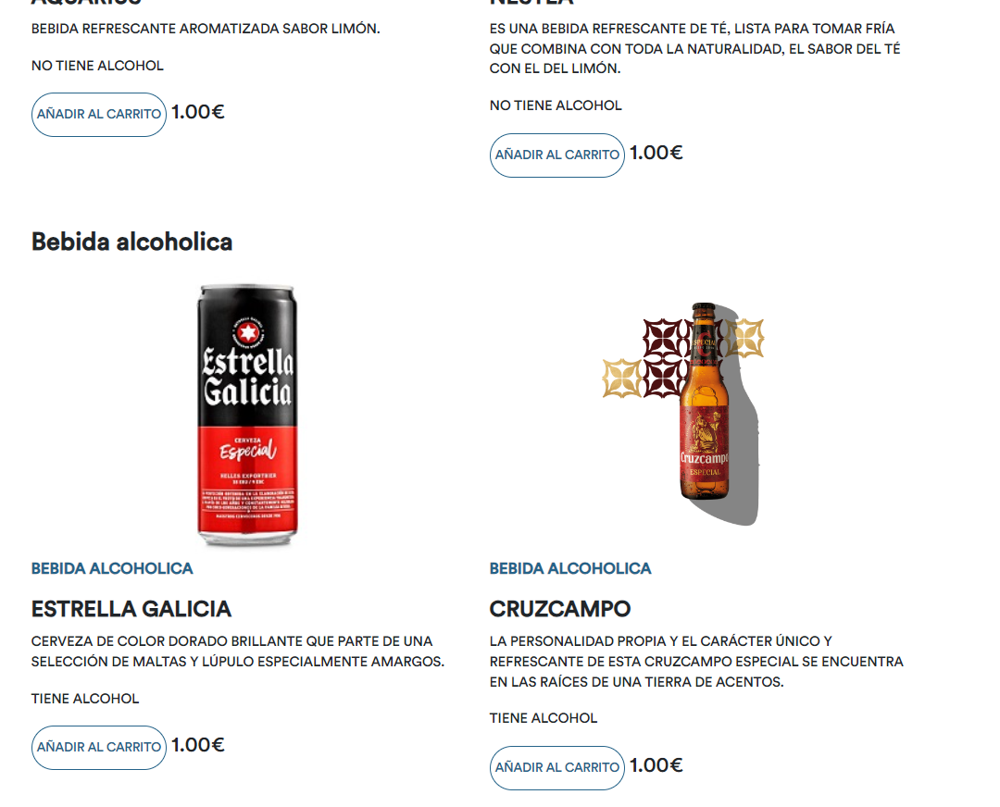 AQUARIUS
BEBIDA REFRESCANTE AROMATIZADA SABOR LIMÓN.
NO TIENE ALCOHOL
AÑADIR AL CARRITO 1.00€
NESTEA
ES UNA BEBIDA REFRESCANTE DE TÉ, LISTA PARA TOMAR FRÍA
QUE COMBINA CON TODA LA NATURALIDAD, EL SABOR DEL TÉ
CON EL DEL LIMÓN.
NO TIENE ALCOHOL
AÑADIR AL CARRITO 1.00€
Bebida alcoholica
Estrella
Galicia
CERVEZA
Especial
BEBIDA ALCOHOLICA
ESTRELLA GALICIA
CERVEZA DE COLOR DORADO BRILLANTE QUE PARTE DE UNA
SELECCIÓN DE MALTAS Y LÚPULO ESPECIALMENTE AMARGOS.
TIENE ALCOHOL
AÑADIR AL CARRITO 1.00€
ESPECIAL
Cruzcampo
ESPECIAL
BEBIDA ALCOHOLICA
CRUZCAMPO
LA PERSONALIDAD PROPIA Y EL CARÁCTER ÚNICO Y
REFRESCANTE DE ESTA CRUZCAMPO ESPECIAL SE ENCUENTRA
EN LAS RAÍCES DE UNA TIERRA DE ACENTOS.
TIENE ALCOHOL
AÑADIR AL CARRITO 1.00€